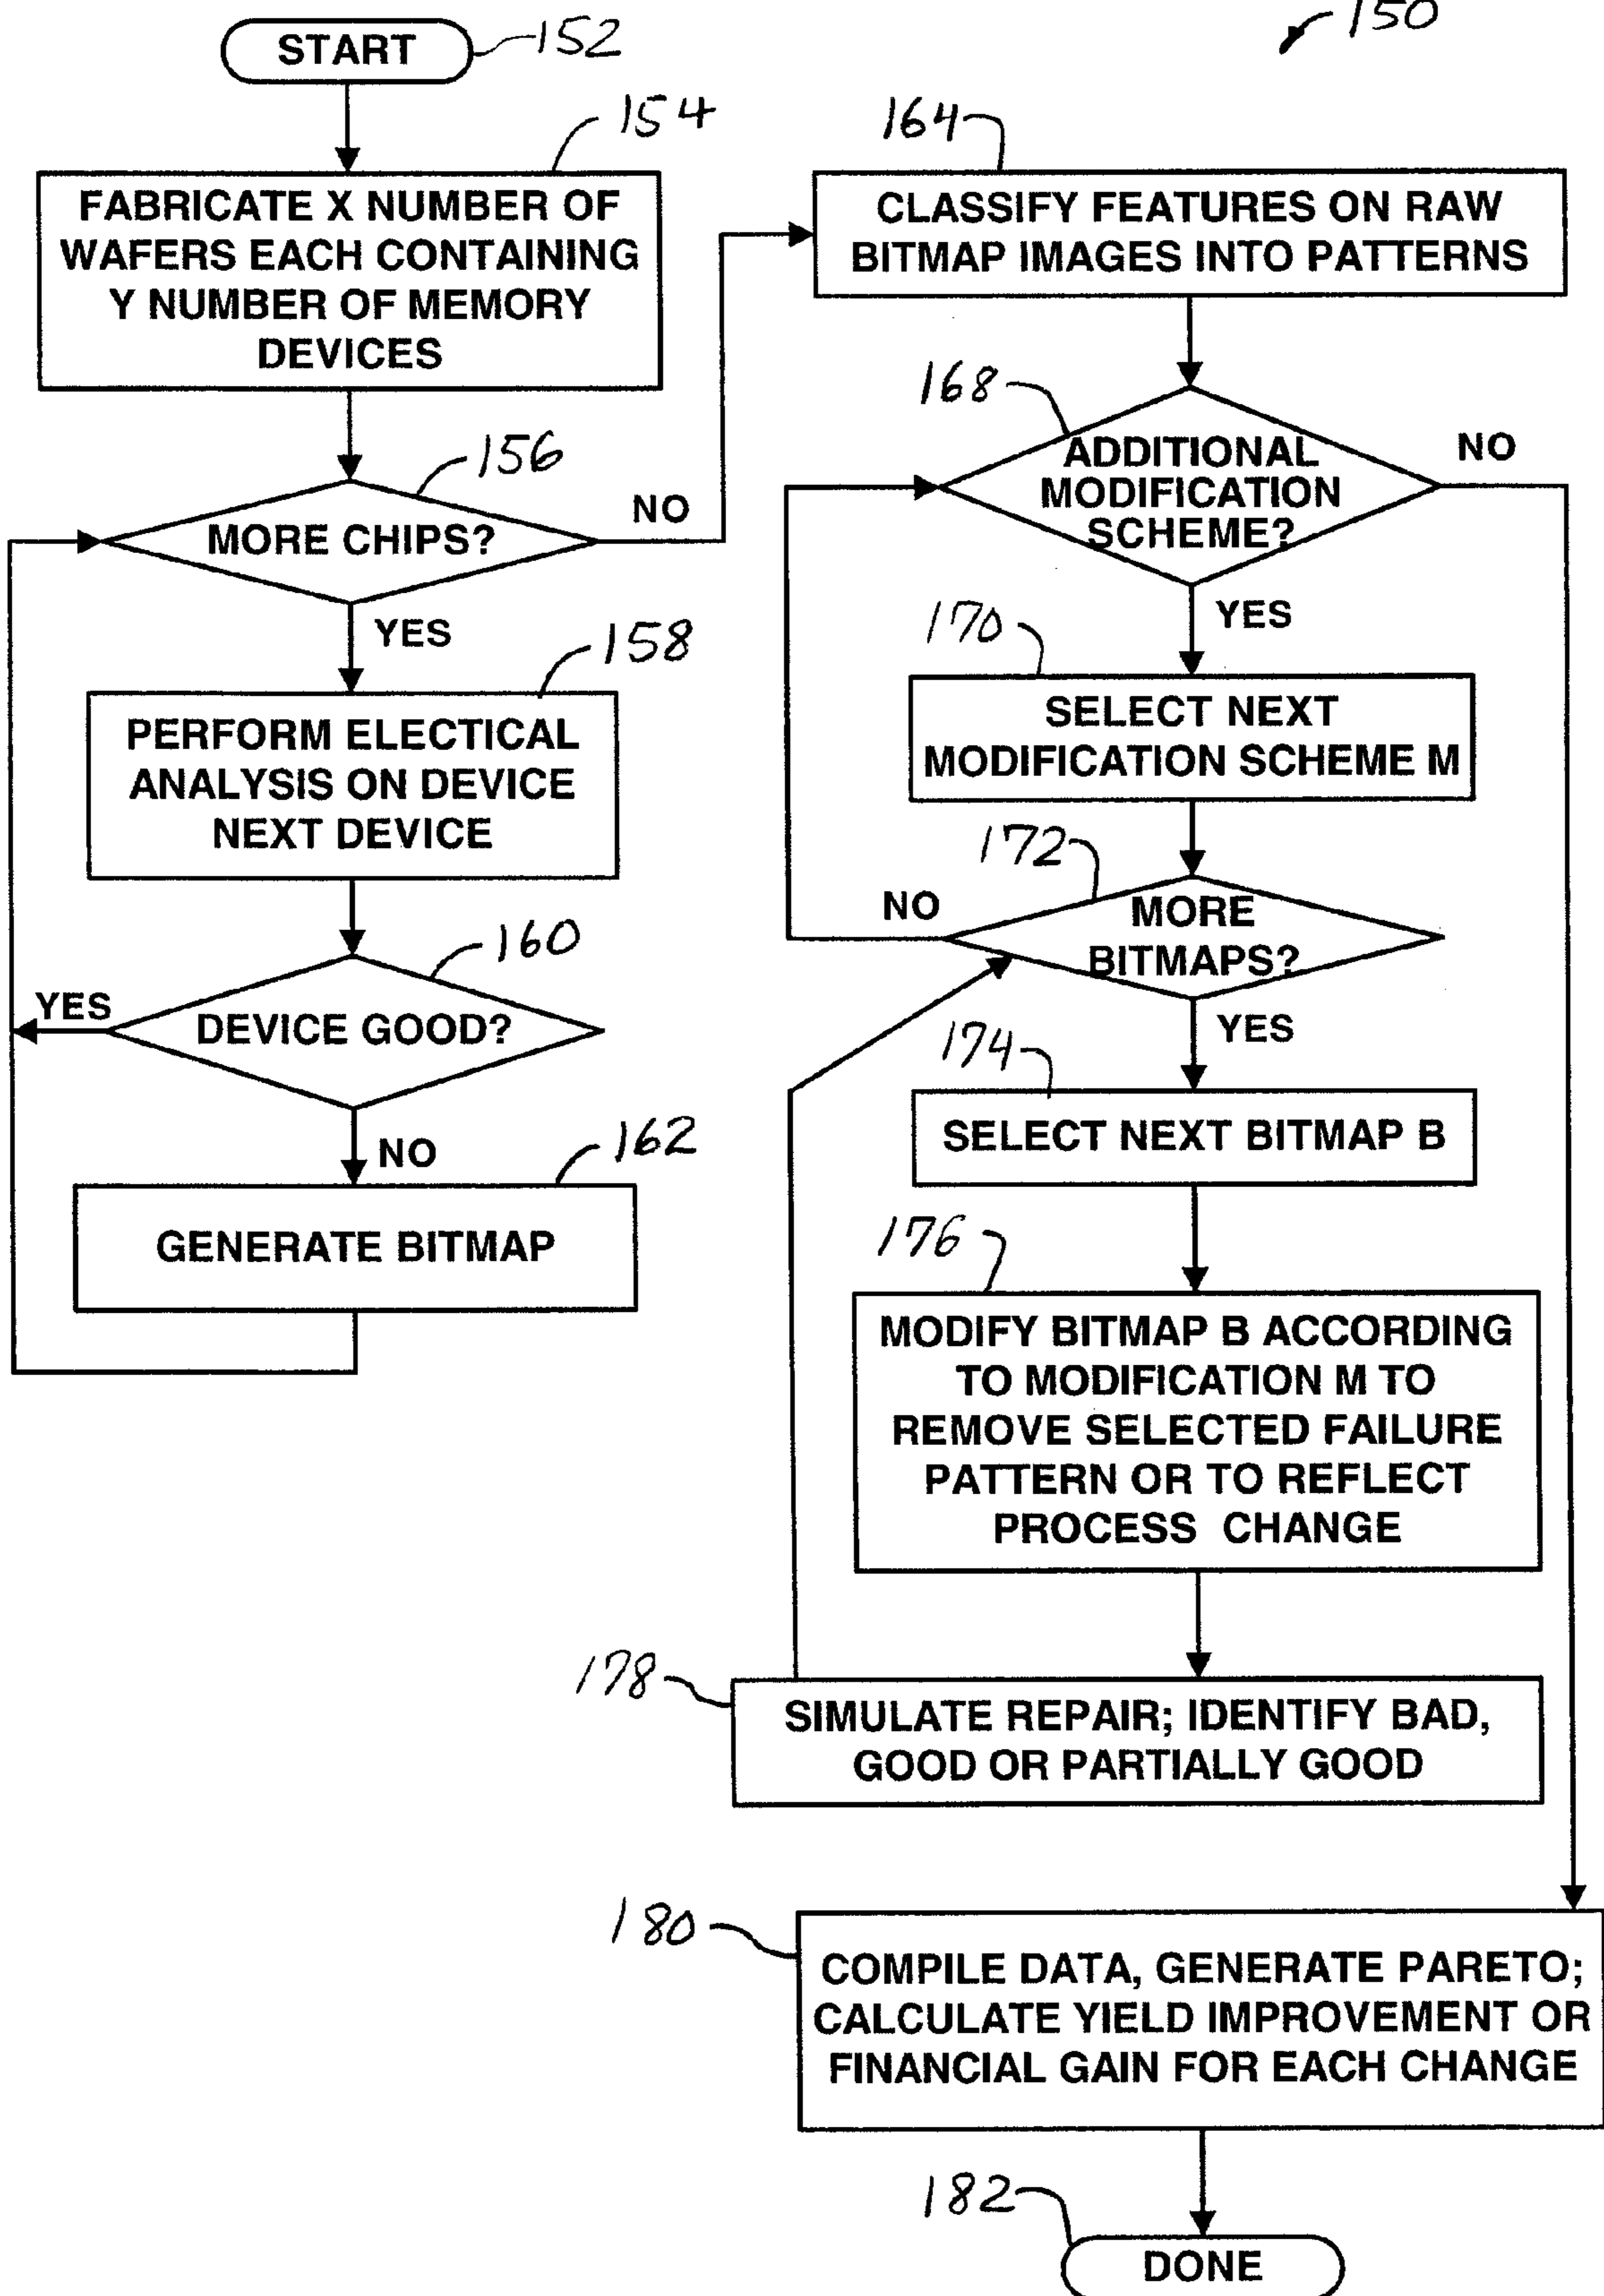 150
START
152
154
FABRICATE X NUMBER OF
WAFERS EACH CONTAINING
Y NUMBER OF MEMORY
DEVICES
156
MORE CHIPS?
NO
YES
158
PERFORM ELECTICAL
ANALYSIS ON DEVICE
NEXT DEVICE
160
YES
DEVICE GOOD?
NO
162
GENERATE BITMAP
164
CLASSIFY FEATURES ON RAW
BITMAP IMAGES INTO PATTERNS
168
ADDITIONAL
MODIFICATION
SCHEME?
NO
YES
170
SELECT NEXT
MODIFICATION SCHEME M
172
NO
MORE
BITMAPS?
YES
174
SELECT NEXT BITMAP B
176
MODIFY BITMAP B ACCORDING
TO MODIFICATION M TO
REMOVE SELECTED FAILURE
PATTERN OR TO REFLECT
PROCESS CHANGE
178
SIMULATE REPAIR; IDENTIFY BAD,
GOOD OR PARTIALLY GOOD
180
COMPILE DATA, GENERATE PARETO;
CALCULATE YIELD IMPROVEMENT OR
FINANCIAL GAIN FOR EACH CHANGE
182
DONE